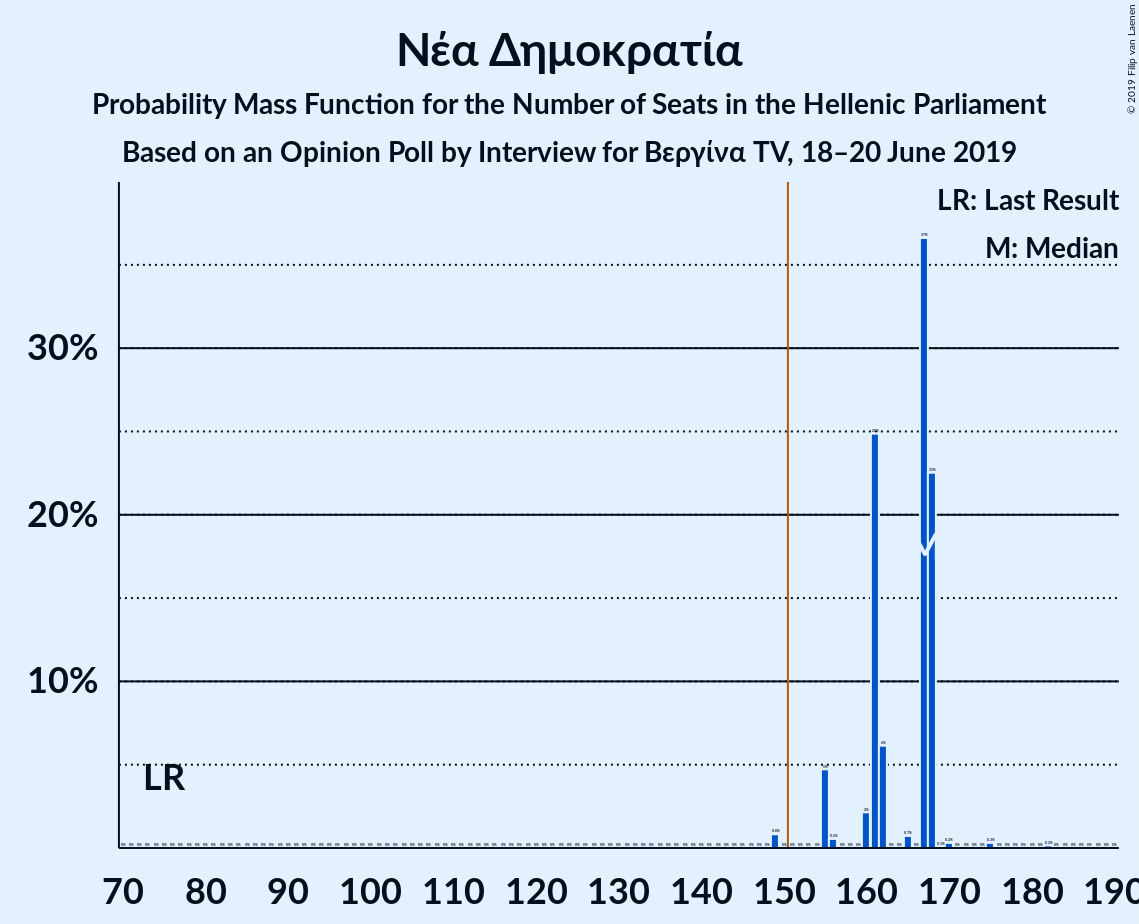 Νέα Δημοκρατία
Probability Mass Function for the Number of Seats in the Hellenic Parliament
Based on an Opinion Poll by Interview for Βεργίνα TV, 18–20 June 2019
© 2019 Filip van Laenen
LR: Last Result
M: Median
30%
20%
10%
LR
70 80 90 100 110 120 130 140 150 160 170 180 190